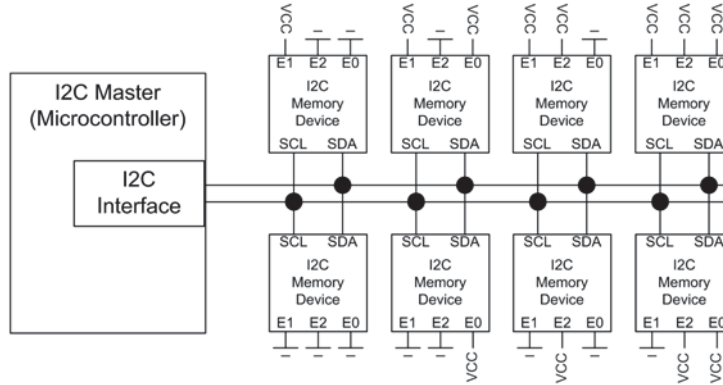 VCC VCC VCC VCC VCC VCC VCC
E1 E2 E0 E1 E2 E0 E1 E2 E0 E1 E2 E0
I2C Master
(Microcontroller)
I2C
Memory
Device
SCL SDA
I2C
Memory
Device
SCL SDA
I2C
Memory
Device
SCL SDA
I2C
Memory
Device
SCL SDA
I2C
Interface
SCL SDA
I2C
Memory
Device
E1 E2 E0
SCL SDA
I2C
Memory
Device
E1 E2 E0
VCC
SCL SDA
I2C
Memory
Device
E1 E2 E0
VCC
SCL SDA
I2C
Memory
Device
E1 E2 E0
VCC VCC